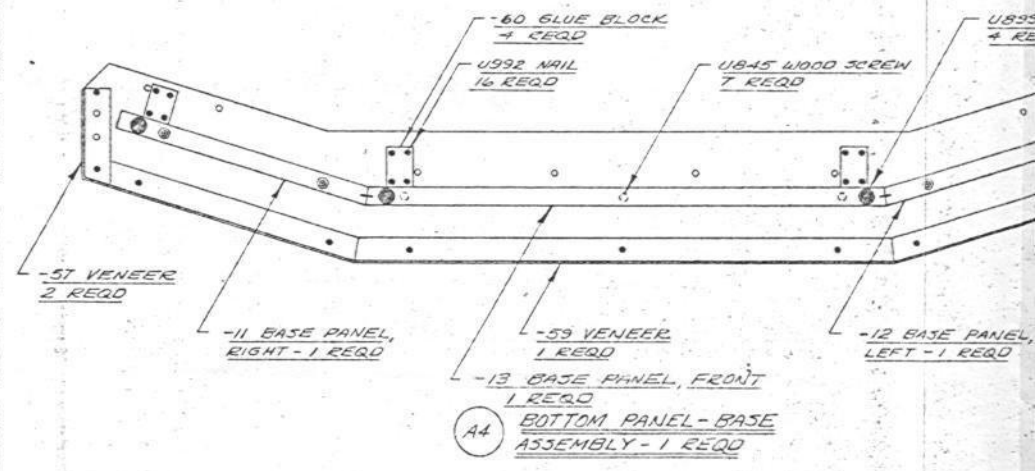 -60 GLUE BLOCK
4 REQD
U992 NAIL
16 REQD
U845 WOOD SCREW
7 REQD
-57 VENEER
2 REQD
-11 BASE PANEL,
RIGHT - 1 REQD
-59 VENEER
1 REQD
-13 BASE PANEL, FRONT
1 REQD
-12 BASE PANEL,
LEFT - 1 REQD
A4
BOTTOM PANEL - BASE
ASSEMBLY - 1 REQD